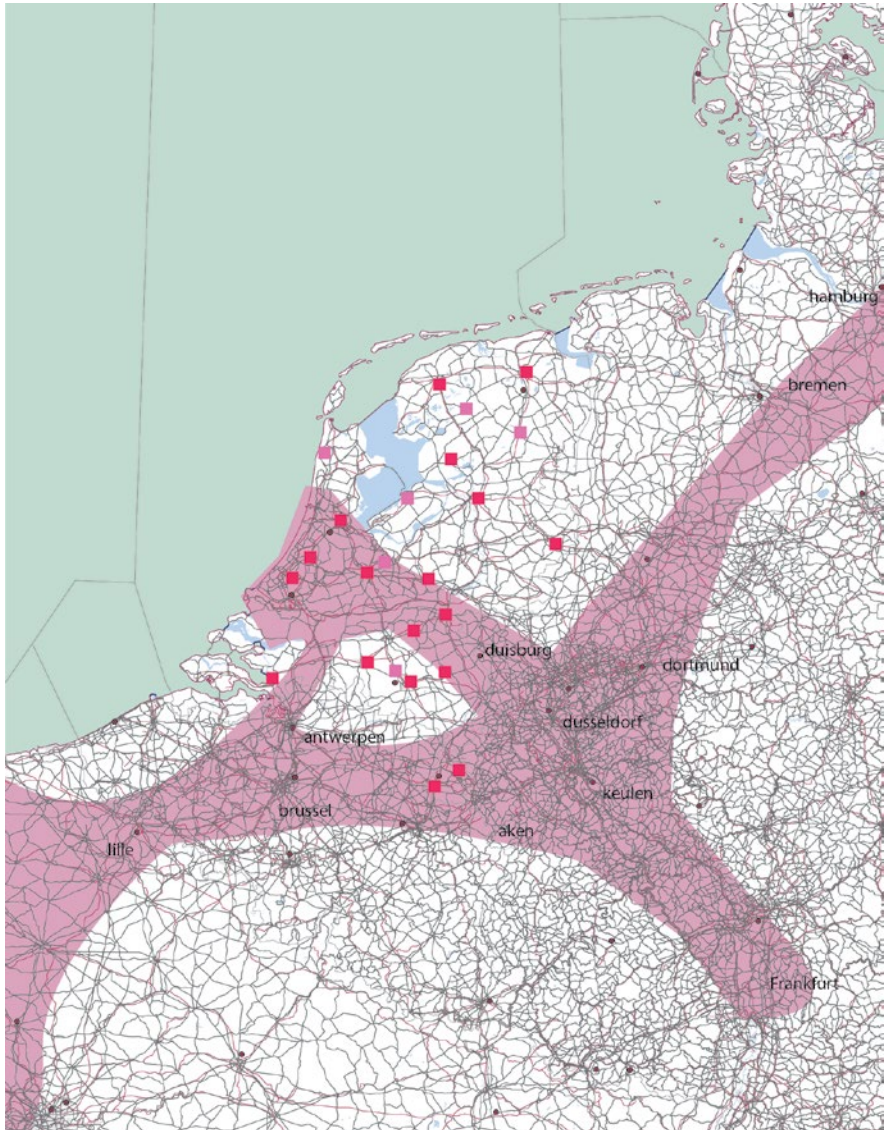 hamburg
bremen
duisburg
dortmund
dusseldorf
antwerpen
keulen
brussel
aken
lille
Frankfurt